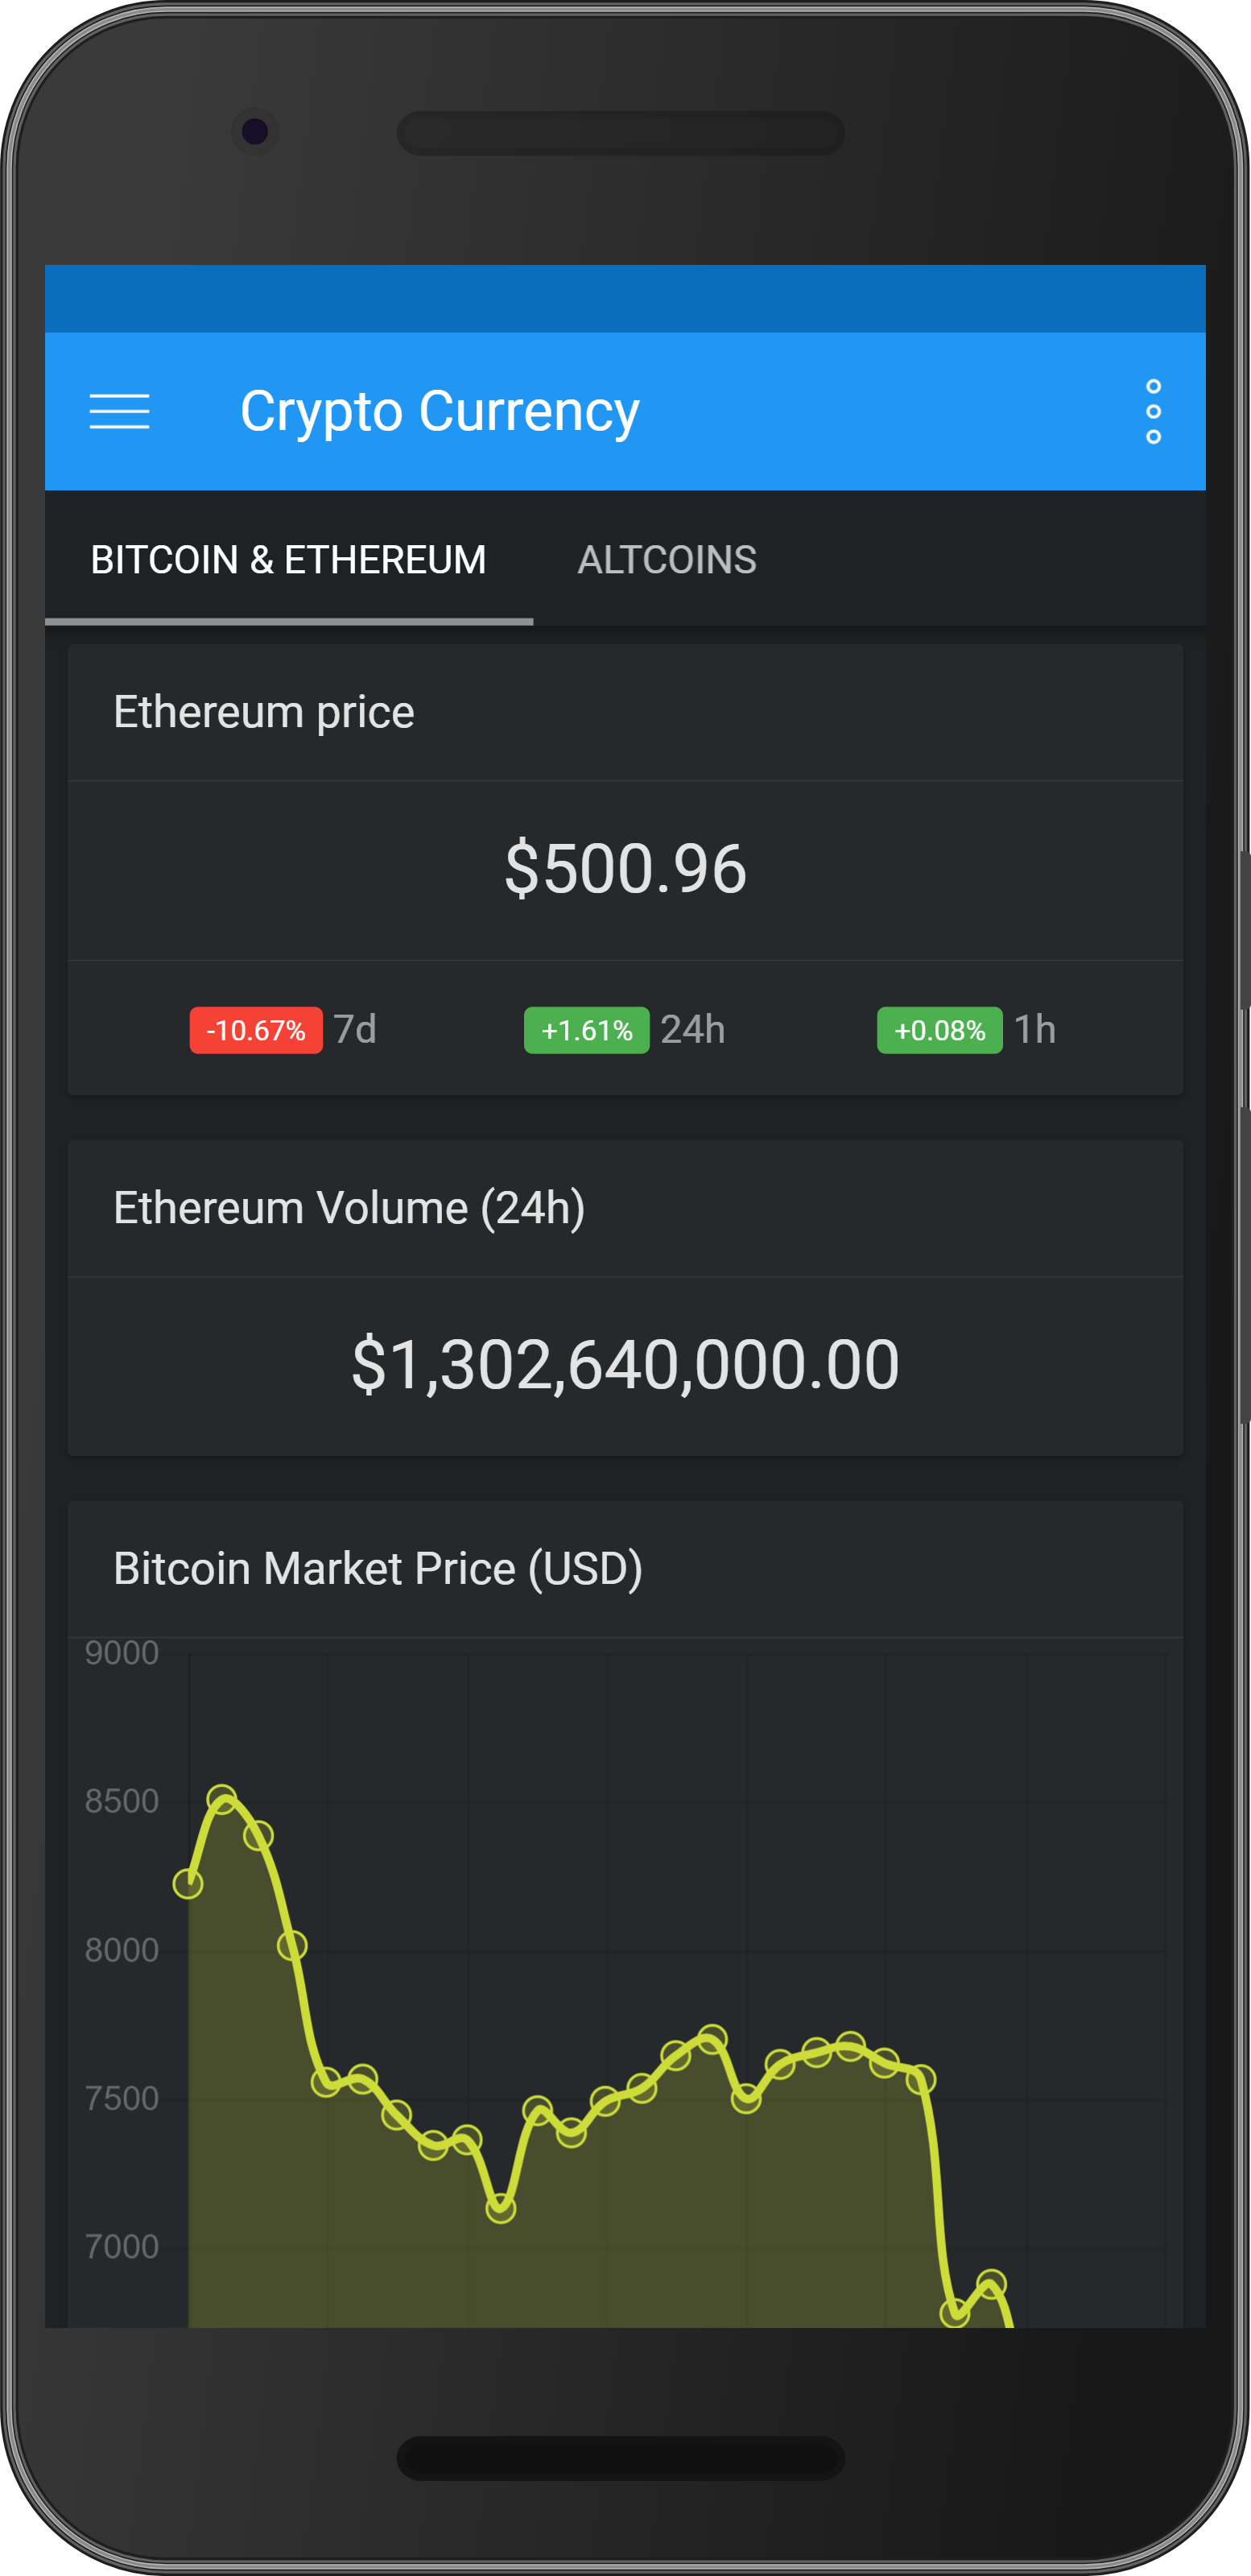 Crypto Currency
BITCOIN & ETHEREUM ALTCOINS
Ethereum price
$500.96
-10.67% 7d +1.61% 24h +0.08% 1h
Ethereum Volume (24h)
$1,302,640,000.00
Bitcoin Market Price (USD)
9000
8500
8000
7500
7000